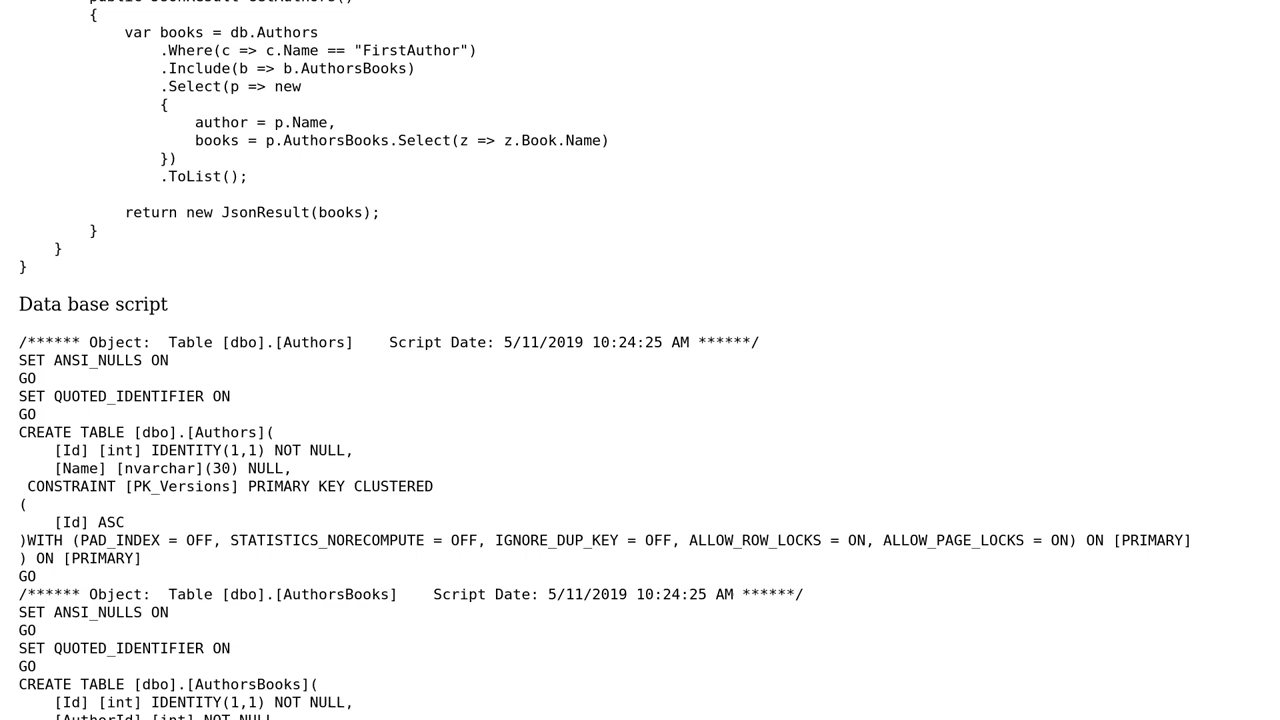 {
var books = db.Authors
.Where(c => c.Name == "FirstAuthor")
.Include(b => b.AuthorsBooks)
.Select(p => new
{
author = p.Name,
books = p.AuthorsBooks.Select(z => z.Book.Name)
})
.ToList();
return new JsonResult(books);
}
}
}
Data base script
/****** Object:  Table [dbo].[Authors]    Script Date: 5/11/2019 10:24:25 AM ******/
SET ANSI_NULLS ON
GO
SET QUOTED_IDENTIFIER ON
GO
CREATE TABLE [dbo].[Authors](
[Id] [int] IDENTITY(1,1) NOT NULL,
[Name] [nvarchar](30) NULL,
CONSTRAINT [PK_Versions] PRIMARY KEY CLUSTERED
(
[Id] ASC
)WITH (PAD_INDEX = OFF, STATISTICS_NORECOMPUTE = OFF, IGNORE_DUP_KEY = OFF, ALLOW_ROW_LOCKS = ON, ALLOW_PAGE_LOCKS = ON) ON [PRIMARY]
) ON [PRIMARY]
GO
/****** Object:  Table [dbo].[AuthorsBooks]    Script Date: 5/11/2019 10:24:25 AM ******/
SET ANSI_NULLS ON
GO
SET QUOTED_IDENTIFIER ON
GO
CREATE TABLE [dbo].[AuthorsBooks](
[Id] [int] IDENTITY(1,1) NOT NULL,
[AuthorId] [int] NOT NULL,